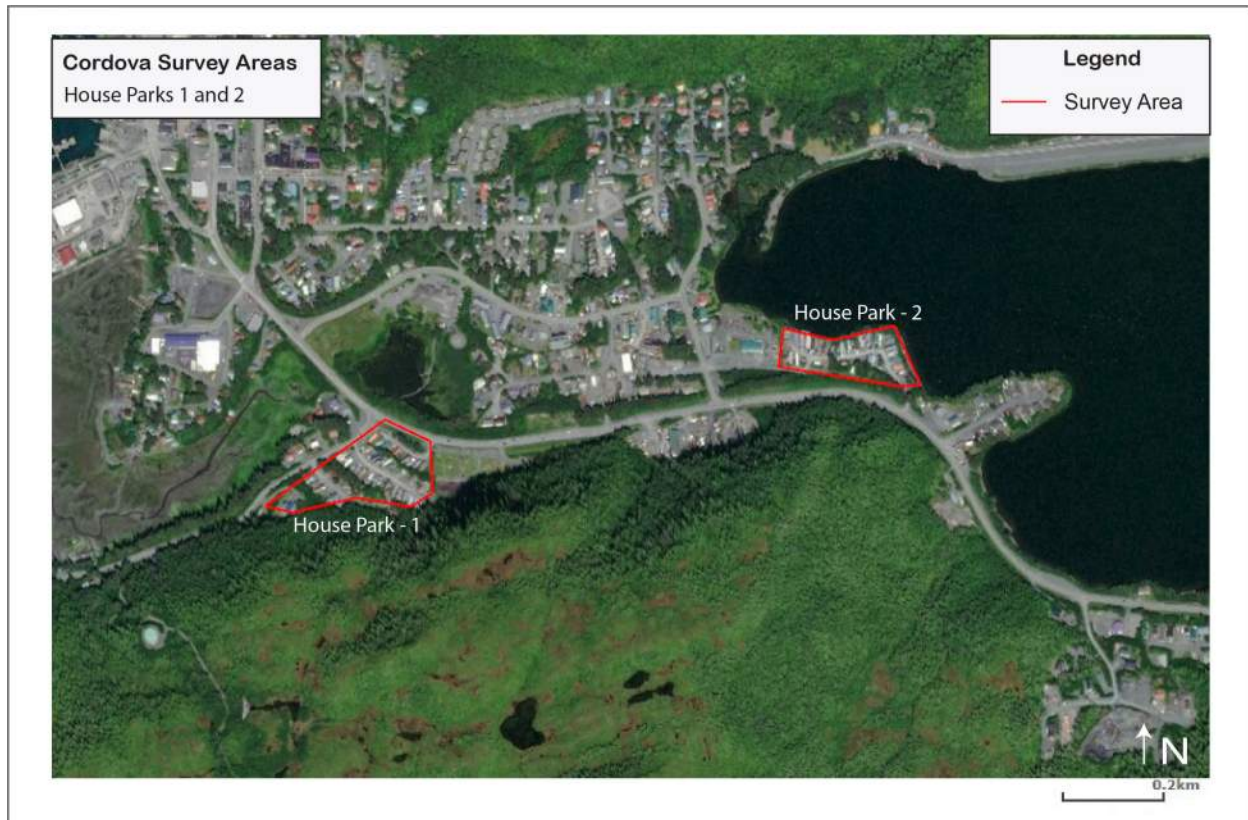 Cordova Survey Areas
House Parks 1 and 2
Legend
Survey Area
House Park - 2
House Park - 1
N
0.2km